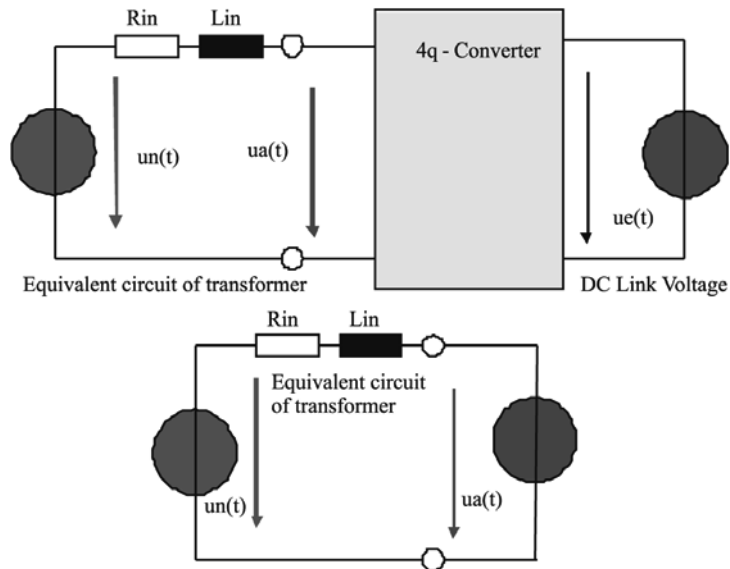 Rin
Lin
4q - Converter
un(t)
ua(t)
ue(t)
Equivalent circuit of transformer
DC Link Voltage
Rin
Lin
Equivalent circuit
of transformer
un(t)
ua(t)